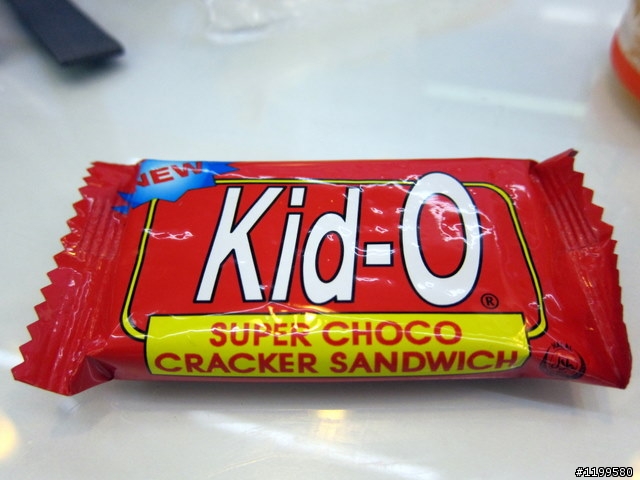 NEW
Kid-O®
SUPER CHOCO
CRACKER SANDWICH
#1199580